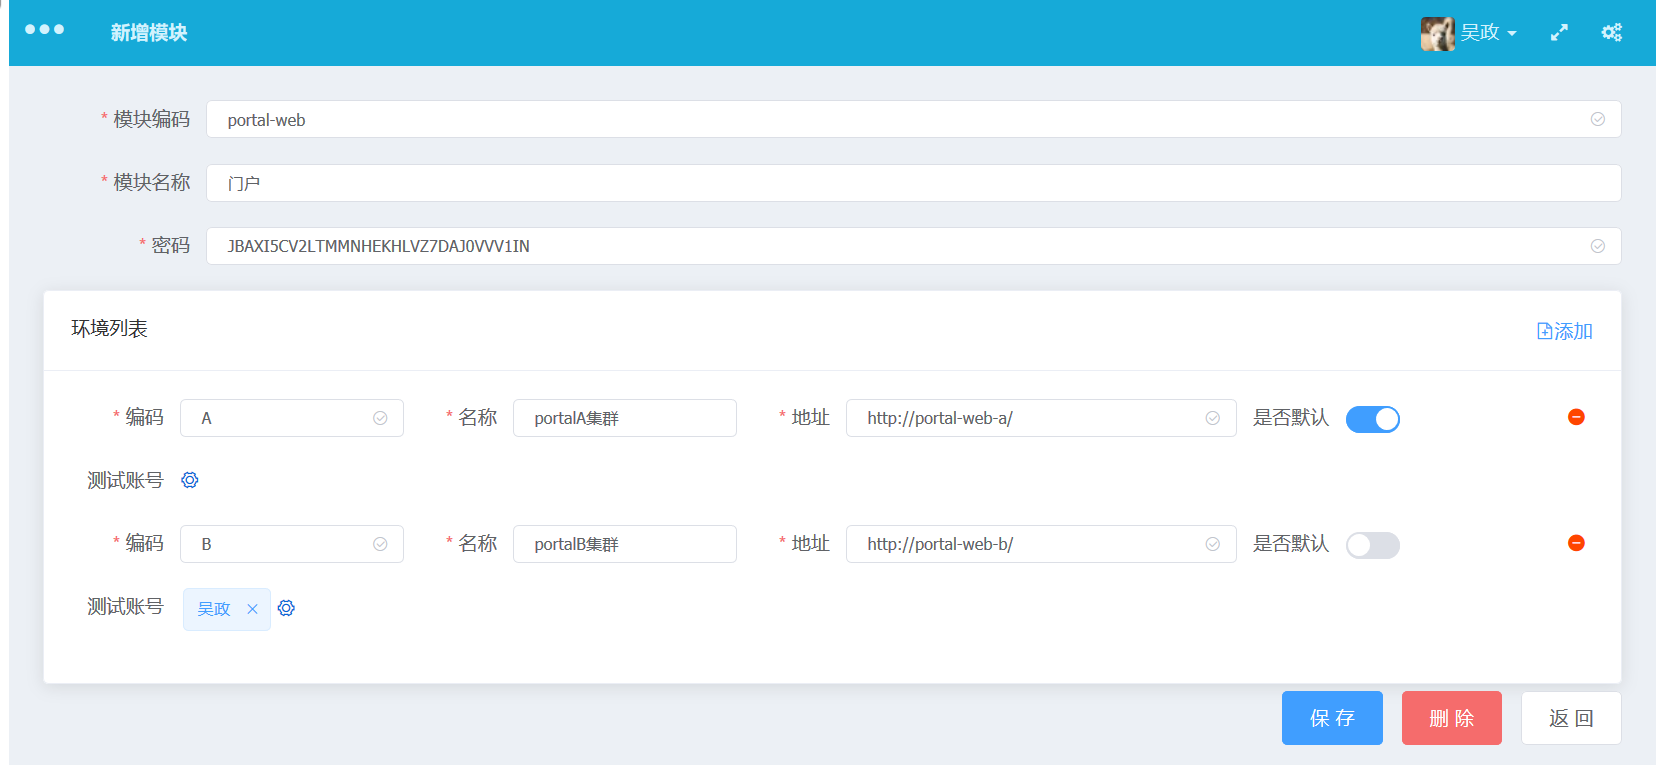 新增模块 吴政
* 模块编码 portal-web
* 模块名称 门户
* 密码 JBAXI5CV2LTMMNHEKHLVZ7DAJ0VVV1IN
环境列表 添加
* 编码 A * 名称 portalA集群 * 地址 http://portal-web-a/ 是否默认
测试账号
* 编码 B * 名称 portalB集群 * 地址 http://portal-web-b/ 是否默认
测试账号 吴政
保 存 删 除 返 回